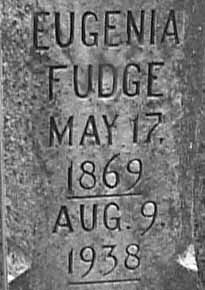 EUGENIA
FUDGE
MAY 17.
1869
AUG. 9.
1938